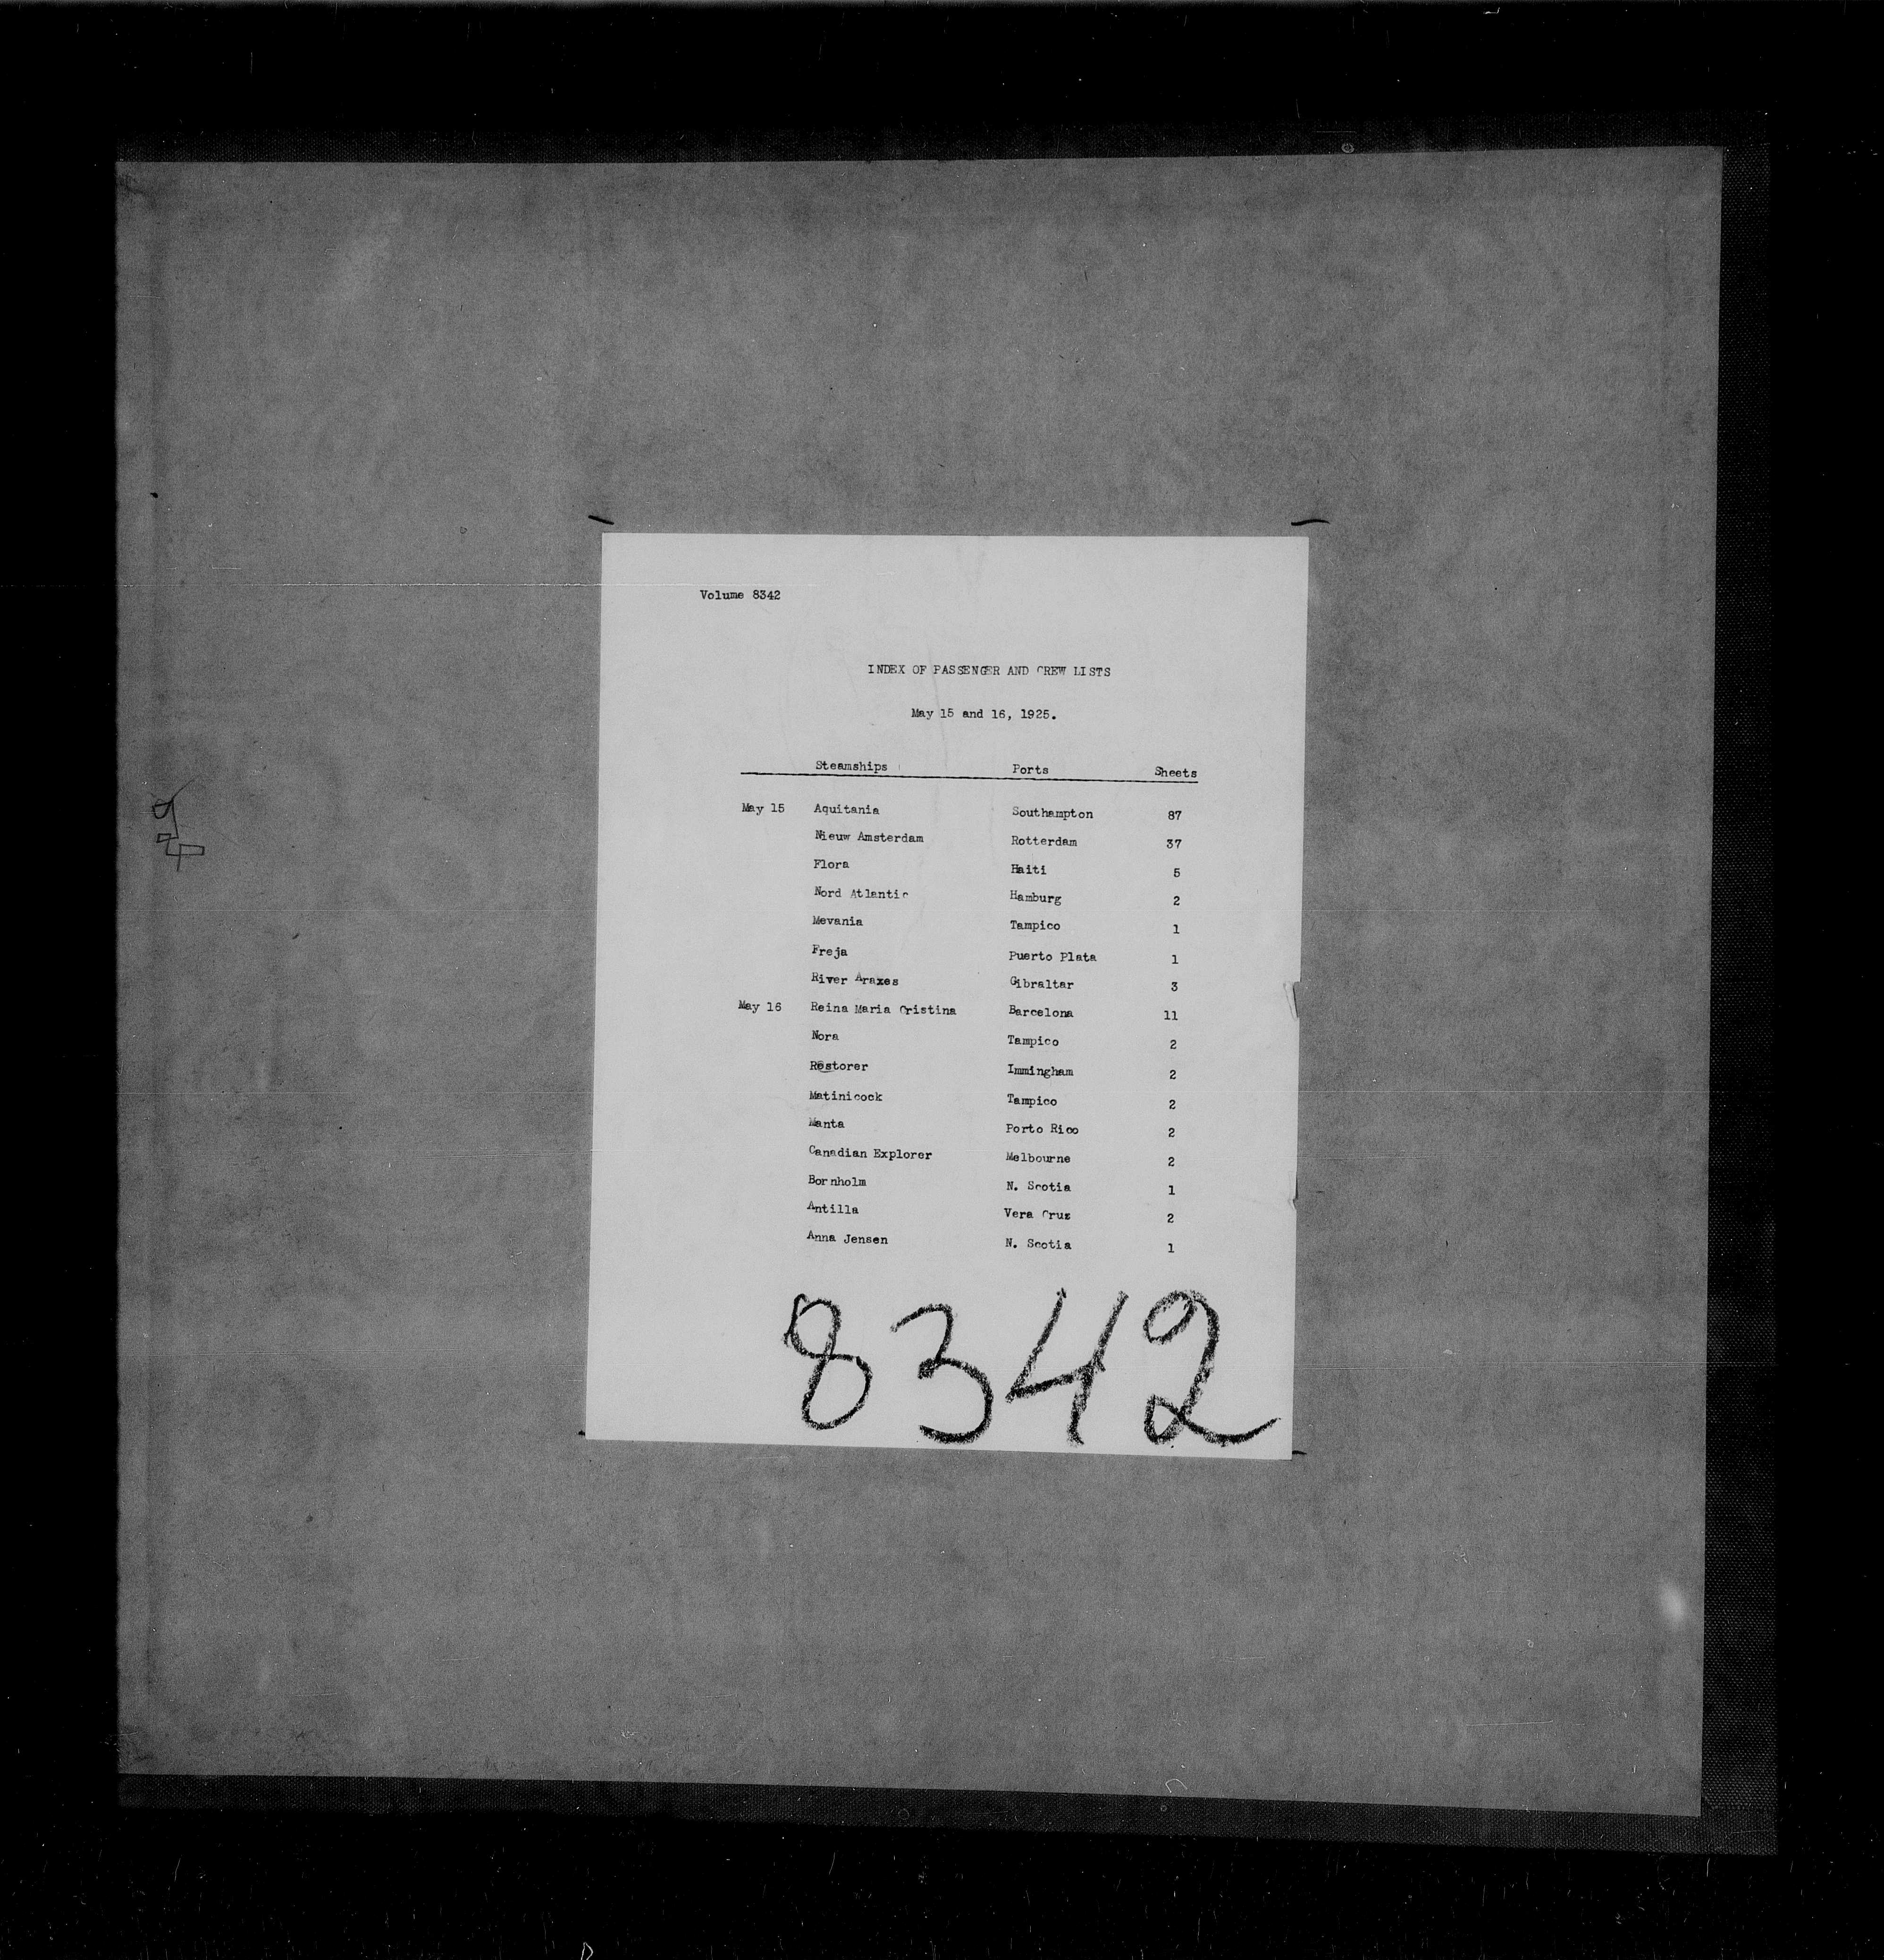 Volume 8342
INDEX OF PASSENGER AND CREW LISTS
May 15 and 16, 1925.
Steamships Ports Sheets
May 15 Aquitania Southampton 87
Nieuw Amsterdam Rotterdam 37
Flora Haiti 5
Nord Atlantic Hamburg 2
Mevania Tampico 1
Freja Puerto Plata 1
River Araxes Gibraltar 3
May 16 Reina Maria Cristina Barcelona 11
Nora Tampico 2
Restorer Immingham 2
Matinicock Tampico 2
Manta Porto Rico 2
Canadian Explorer Melbourne 2
Bornholm N. Scotia 1
Antilla Vera Cruz 2
Anna Jensen N. Scotia 1
8342